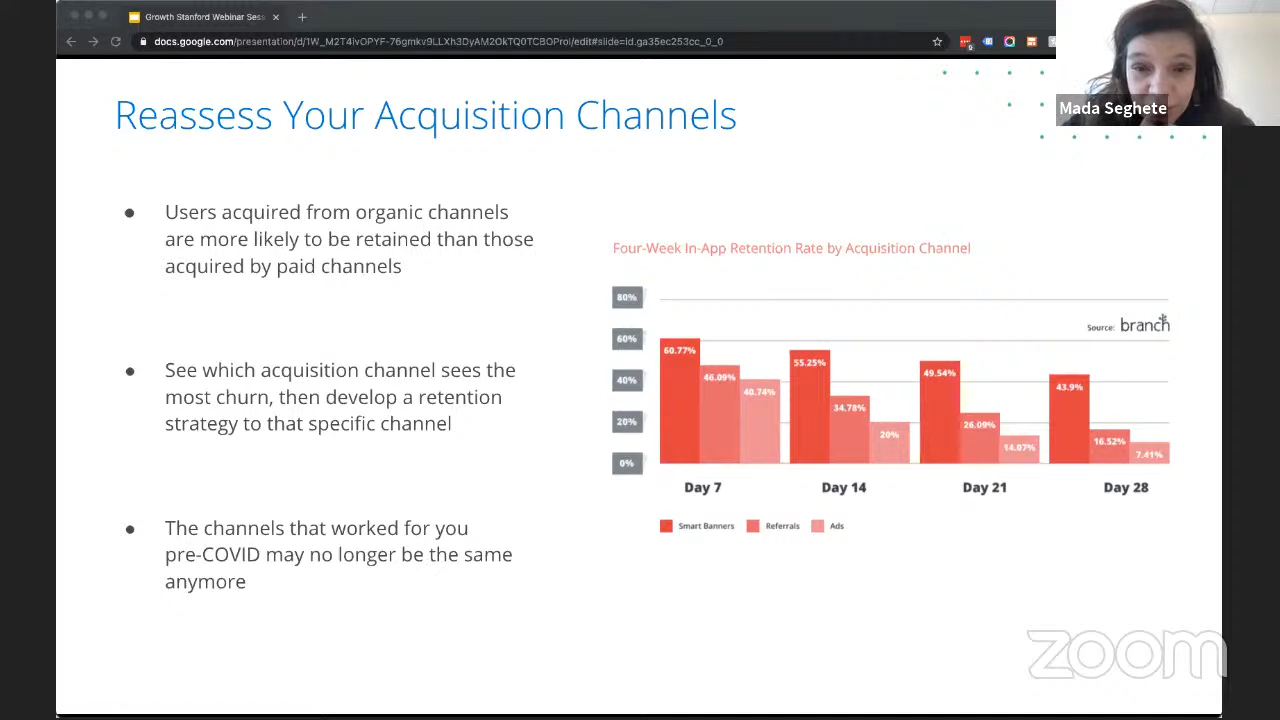 Growth Stanford Webinar Sess
docs.google.com/presentation/d/1W_M2T4ivOPYF-76gmkv9LLXh3DyAM2OkTQ0TCBOProI/edit#slide=id.ga35ec253cc_0_0
Mada Seghete
Reassess Your Acquisition Channels
● Users acquired from organic channels
are more likely to be retained than those
acquired by paid channels
● See which acquisition channel sees the
most churn, then develop a retention
strategy to that specific channel
● The channels that worked for you
pre-COVID may no longer be the same
anymore
Four-Week In-App Retention Rate by Acquisition Channel
80%
Source: branch
60%
40%
20%
0%
60.77%
46.09%
40.74%
55.25%
34.78%
20%
49.54%
26.09%
14.07%
43.9%
16.52%
7.41%
Day 7
Day 14
Day 21
Day 28
Smart Banners
Referrals
Ads
zoom